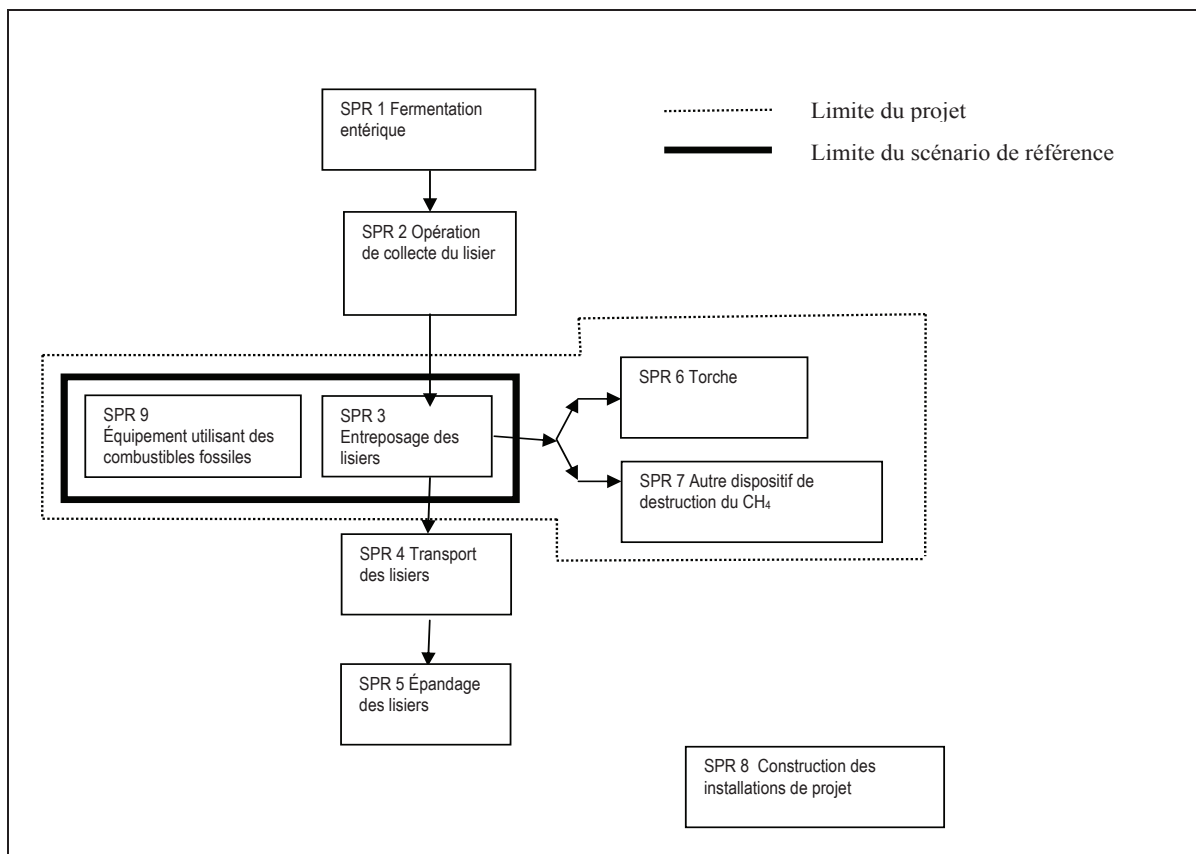 SPR 1 Fermentation
entérique
Limite du projet
Limite du scénario de référence
SPR 2 Opération
de collecte du lisier
SPR 6 Torche
SPR 9
Équipement utilisant des
combustibles fossiles
SPR 3
Entreposage des
lisiers
SPR 7 Autre dispositif de
destruction du CH₄
SPR 4 Transport
des lisiers
SPR 5 Épandage
des lisiers
SPR 8 Construction des
installations de projet